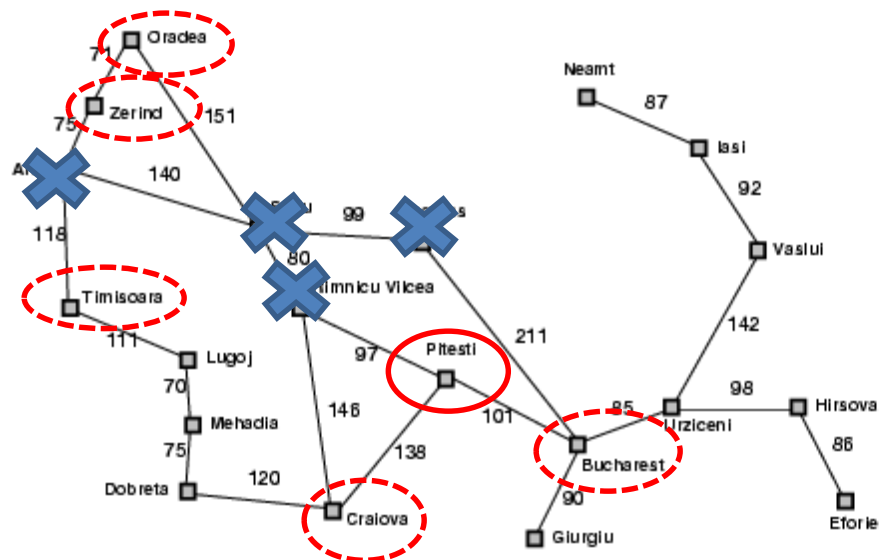 Oradea
71
Neamt
87
Zerind
75
151
Iasi
140
92
99
Vaslui
118
80
Timisoara
Vilcea
142
111
Lugoj
97
Pitesti
211
98
70
146
85
Hirsova
Mehadia
101
Urziceni
75
138
86
Bucharest
Dobreta
120
90
Craiova
Eforie
Giurgiu